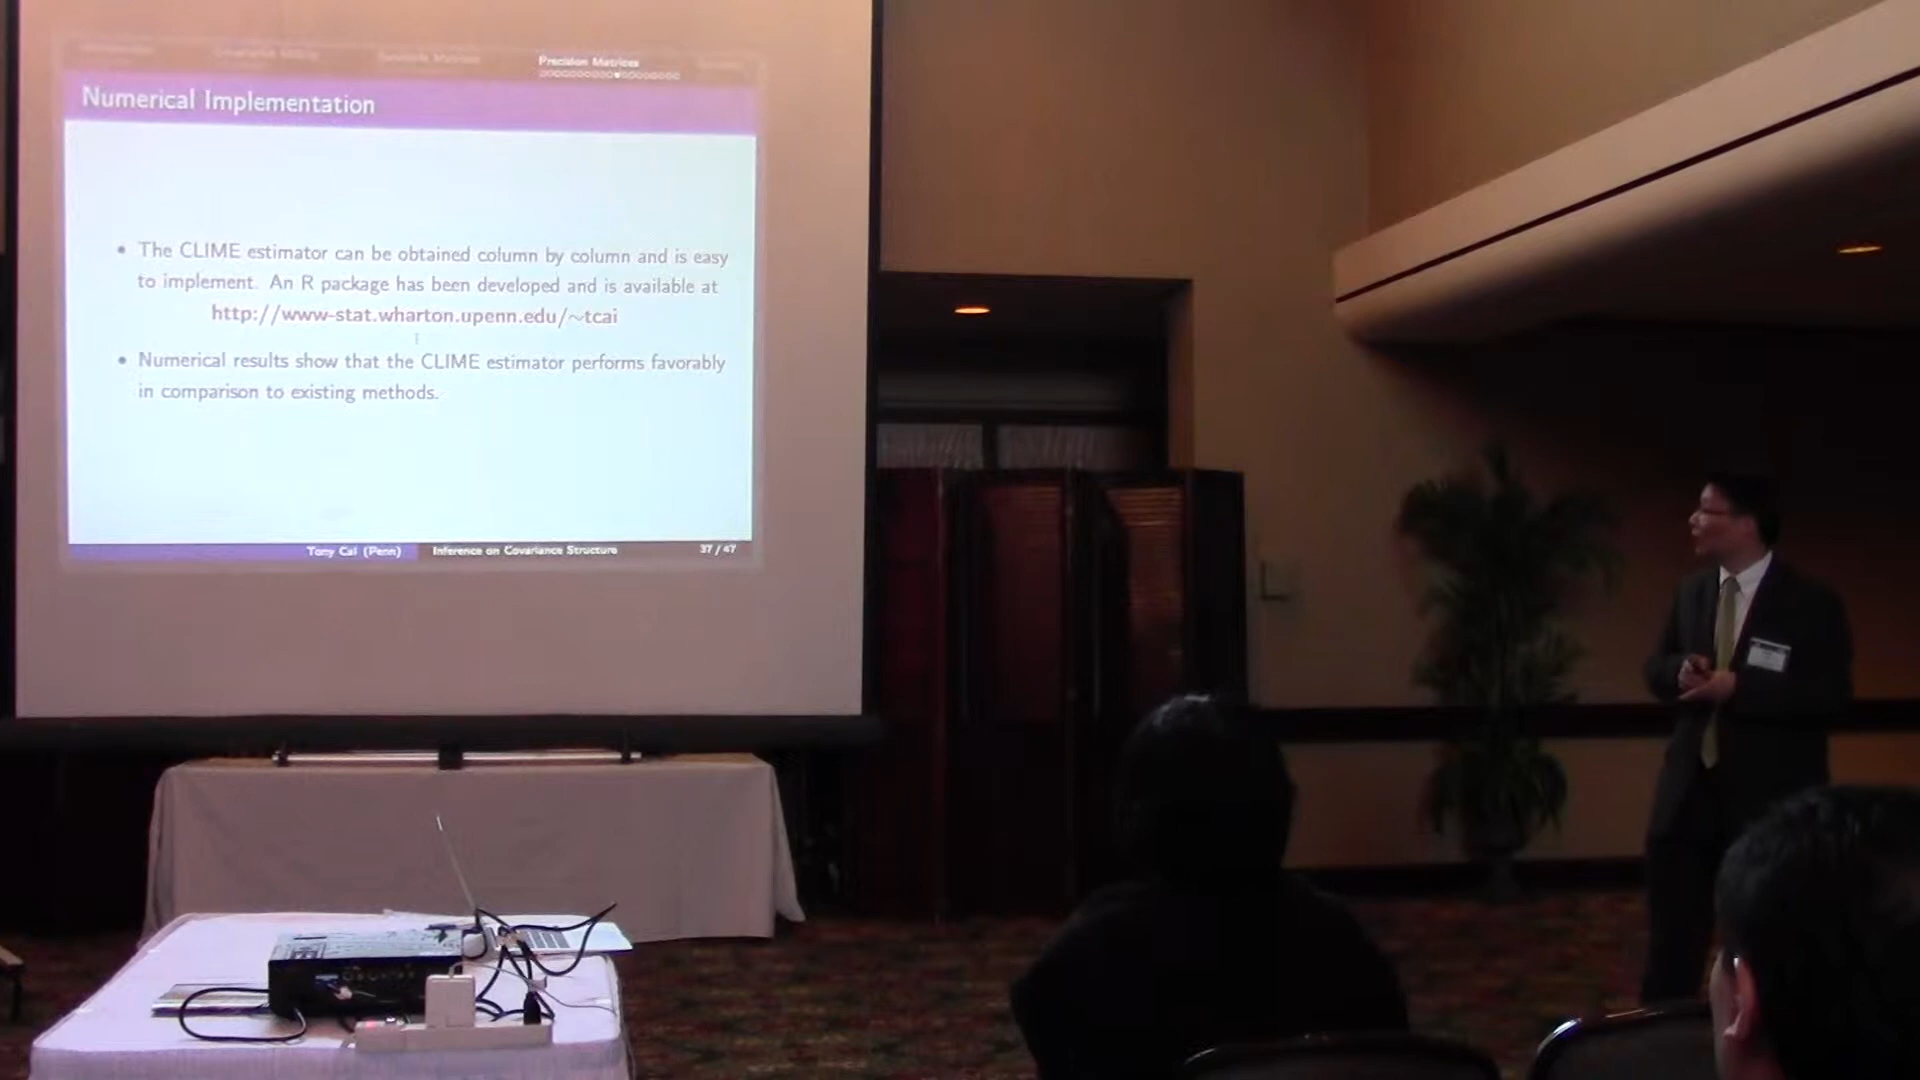 Precision Matrices
Numerical Implementation
• The CLIME estimator can be obtained column by column and is easy
to implement. An R package has been developed and is available at
http://www-stat.wharton.upenn.edu/~tcai
• Numerical results show that the CLIME estimator performs favorably
in comparison to existing methods.
Tony Cai (Penn) Inference on Covariance Structure 37 / 47